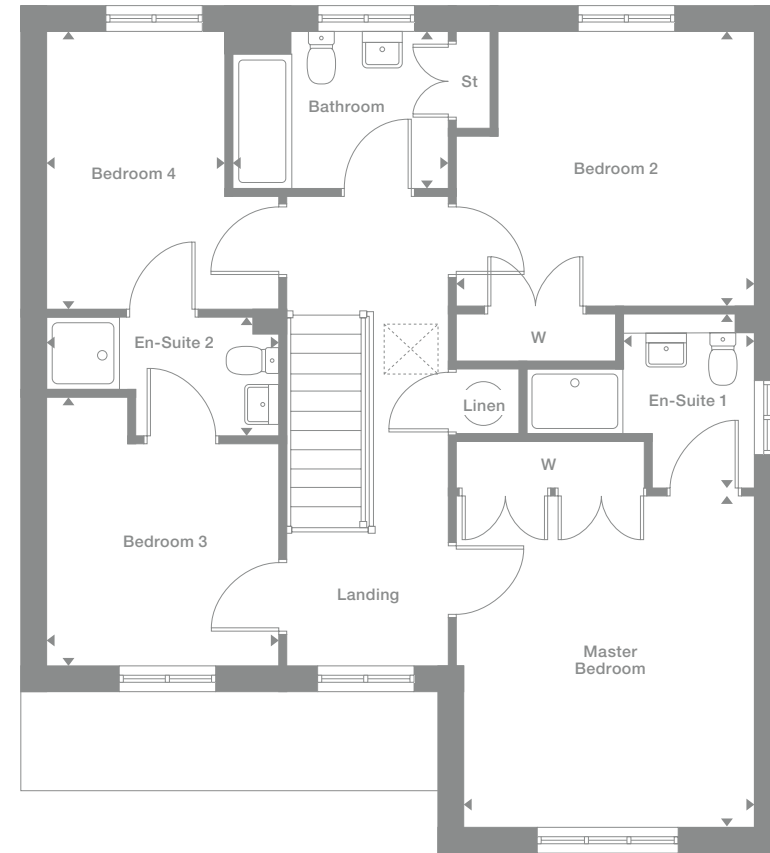 St
Bathroom
Bedroom 4
Bedroom 2
En-Suite 2
W
En-Suite 1
Linen
W
Bedroom 3
Landing
Master
Bedroom